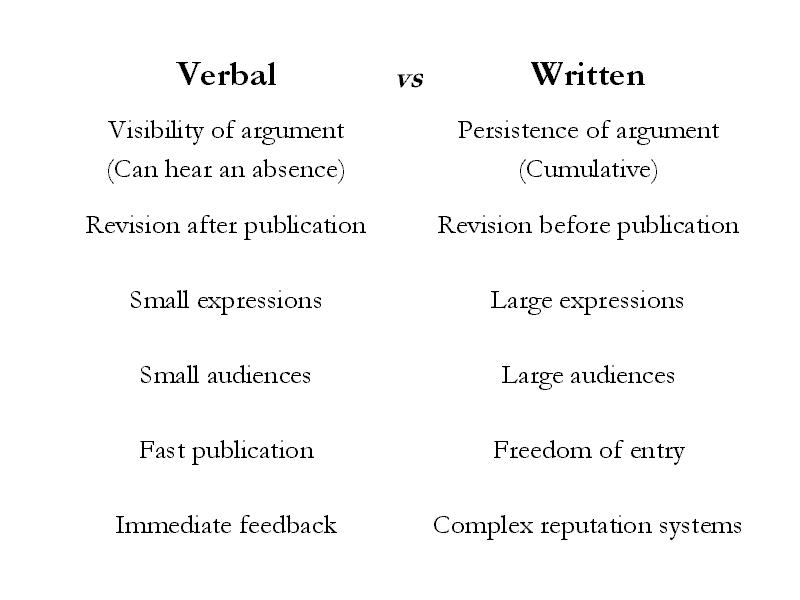 Verbal vs Written
Visibility of argument Persistence of argument
(Can hear an absence) (Cumulative)
Revision after publication Revision before publication
Small expressions Large expressions
Small audiences Large audiences
Fast publication Freedom of entry
Immediate feedback Complex reputation systems